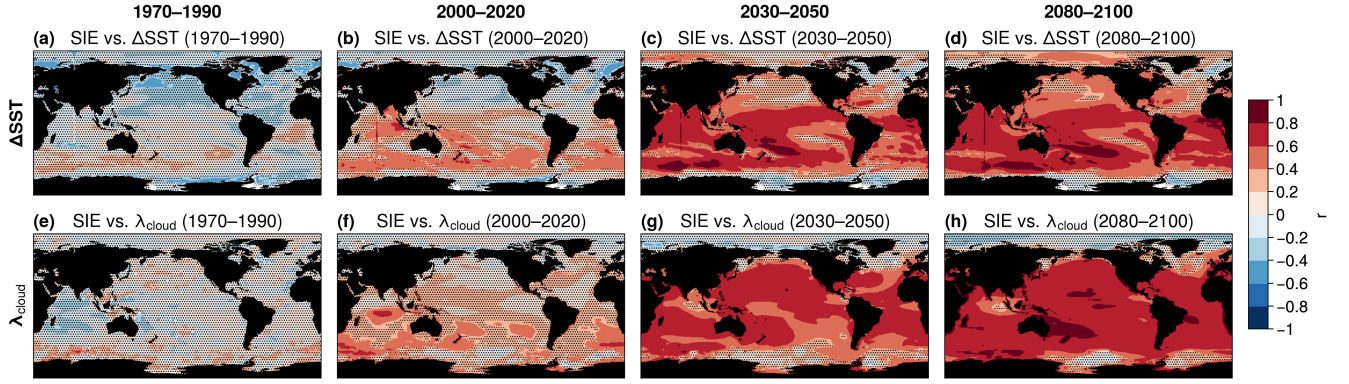 1970–1990 2000–2020 2030–2050 2080–2100
(a) SIE vs. ΔSST (1970–1990) (b) SIE vs. ΔSST (2000–2020) (c) SIE vs. ΔSST (2030–2050) (d) SIE vs. ΔSST (2080–2100)
ΔSST
(e) SIE vs. λcloud (1970–1990) (f) SIE vs. λcloud (2000–2020) (g) SIE vs. λcloud (2030–2050) (h) SIE vs. λcloud (2080–2100)
λcloud
1
0.8
0.6
0.4
0.2
0
−0.2
−0.4
−0.6
−0.8
−1
r